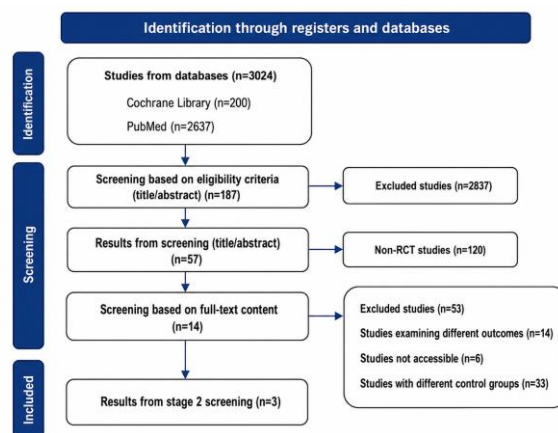 Identification through registers and databases
Identification
Studies from databases (n=3024)
Cochrane Library (n=200)
PubMed (n=2637)
Screening
Screening based on eligibility criteria
(title/abstract) (n=187)
Excluded studies (n=2837)
Results from screening (title/abstract)
(n=57)
Non-RCT studies (n=120)
Screening based on full-text content
(n=14)
Excluded studies (n=53)
Studies examining different outcomes (n=14)
Studies not accessible (n=6)
Studies with different control groups (n=33)
Included
Results from stage 2 screening (n=3)